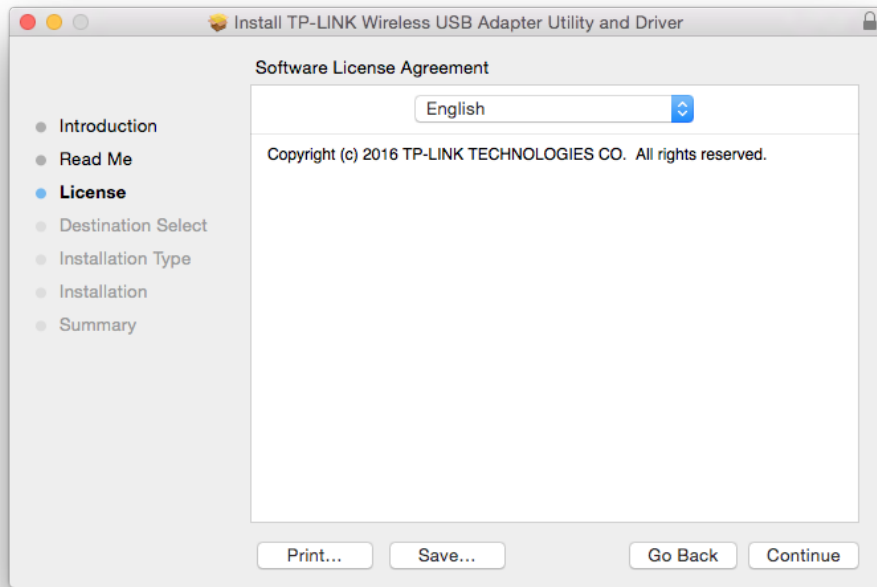 Install TP-LINK Wireless USB Adapter Utility and Driver
Software License Agreement
English
Introduction
Read Me
License
Destination Select
Installation Type
Installation
Summary
Copyright (c) 2016 TP-LINK TECHNOLOGIES CO.  All rights reserved.
Print... Save... Go Back Continue